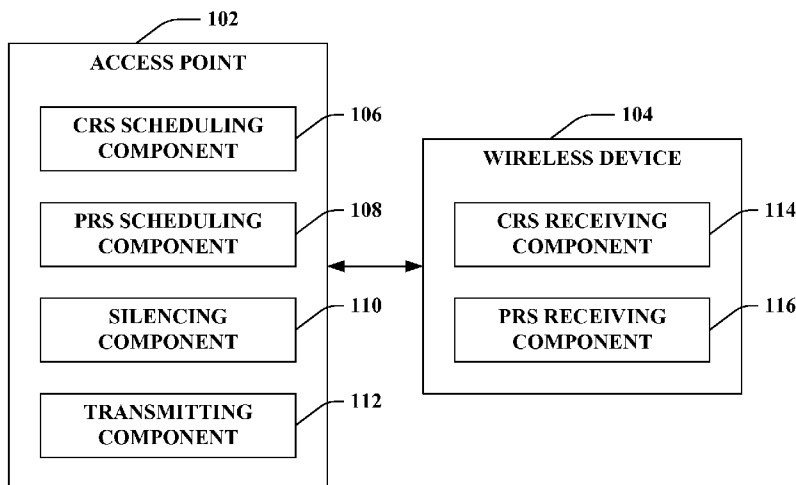 102
ACCESS POINT
CRS SCHEDULING
COMPONENT
106
PRS SCHEDULING
COMPONENT
108
SILENCING
COMPONENT
110
TRANSMITTING
COMPONENT
112
104
WIRELESS DEVICE
CRS RECEIVING
COMPONENT
114
PRS RECEIVING
COMPONENT
116